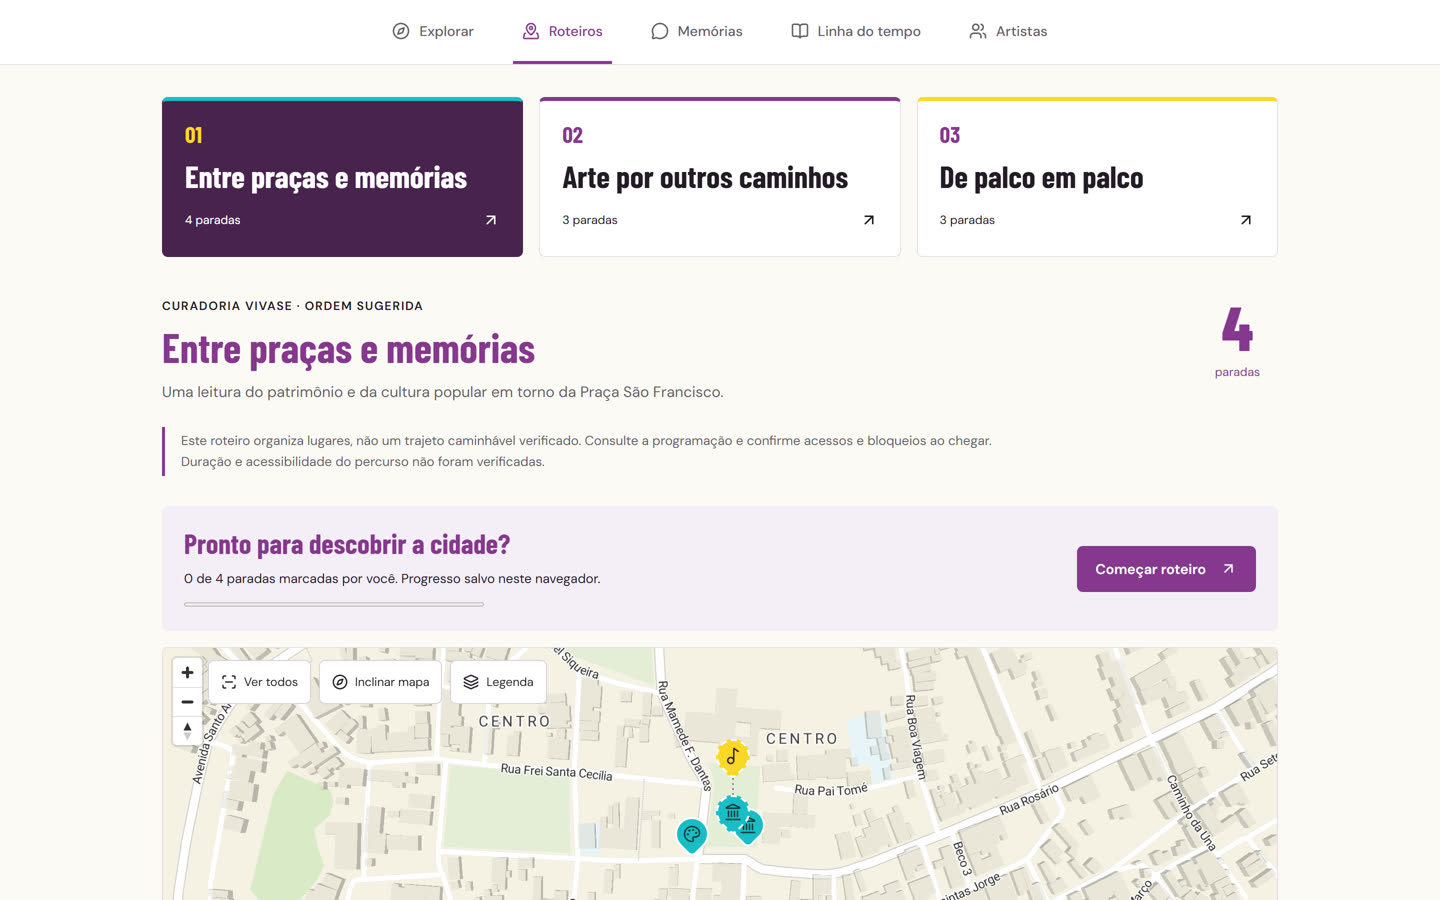 Explorar
Roteiros
Memórias
Linha do tempo
Artistas
01
Entre praças e memórias
4 paradas
02
Arte por outros caminhos
3 paradas
03
De palco em palco
3 paradas
CURADORIA VIVASE · ORDEM SUGERIDA
Entre praças e memórias
Uma leitura do patrimônio e da cultura popular em torno da Praça São Francisco.
4
paradas
Este roteiro organiza lugares, não um trajeto caminhável verificado. Consulte a programação e confirme acessos e bloqueios ao chegar.
Duração e acessibilidade do percurso não foram verificadas.
Pronto para descobrir a cidade?
0 de 4 paradas marcadas por você. Progresso salvo neste navegador.
Começar roteiro
Ver todos
Inclinar mapa
Legenda
Siqueira
CENTRO
CENTRO
Avenida Santo
Rua Frei Santa Cecília
Rua Mamede F. Dantas
Rua Boa Viagem
Rua Pai Tomé
Rua Rosário
Caminho da Una
Beco 3
Jorge